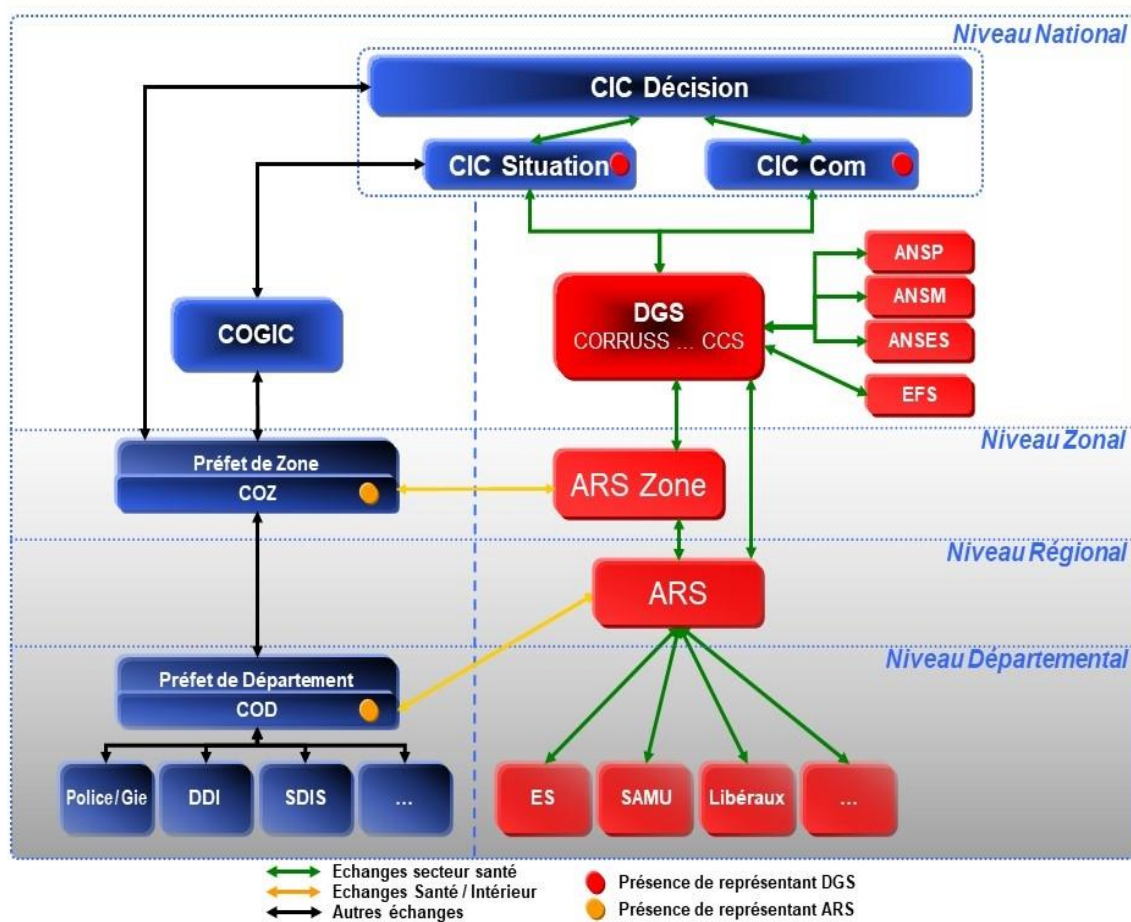 Niveau National
CIC Décision
CIC Situation
CIC Com
ANSP
ANSM
ANSES
EFS
DGS
CORRUSS ... CCS
COGIC
Niveau Zonal
Préfet de Zone
COZ
ARS Zone
Niveau Régional
ARS
Niveau Départemental
Préfet de Département
COD
Police / Gie
DDI
SDIS
...
ES
SAMU
Libéraux
...
Echanges secteur santé
Echanges Santé / Intérieur
Autres échanges
Présence de représentant DGS
Présence de représentant ARS